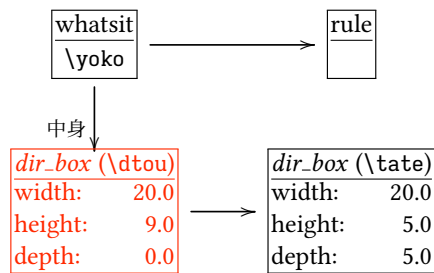 whatsit
\yoko
rule
中身
dir_box (\dtou)
width: 20.0
height: 9.0
depth: 0.0
dir_box (\tate)
width: 20.0
height: 5.0
depth: 5.0